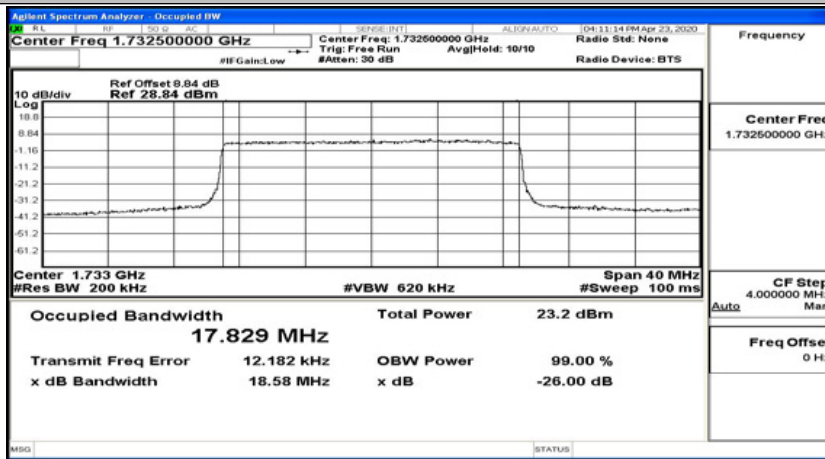 Agilent Spectrum Analyzer - Occupied BW
RL RF 50 Ω AC SENSE:INT ALIGN AUTO 04:11:14 PM Apr 23, 2020
Center Freq 1.732500000 GHz
Center Freq: 1.732500000 GHz
Radio Std: None
Trig: Free Run
Avg|Hold: 10/10
#IFGain:Low
#Atten: 30 dB
Radio Device: BTS
Ref Offset 8.84 dB
10 dB/div
Ref 28.84 dBm
Log
18.8
8.84
-1.16
-11.2
-21.2
-31.2
-41.2
-51.2
-61.2
Center 1.733 GHz
Span 40 MHz
#Res BW 200 kHz
#VBW 620 kHz
#Sweep 100 ms
Occupied Bandwidth
Total Power
23.2 dBm
17.829 MHz
Transmit Freq Error
12.182 kHz
OBW Power
99.00 %
x dB Bandwidth
18.58 MHz
x dB
-26.00 dB
MSG
STATUS
Frequency
Center Freq
1.732500000 GHz
CF Step
4.000000 MHz
Auto Man
Freq Offse
0 Hz